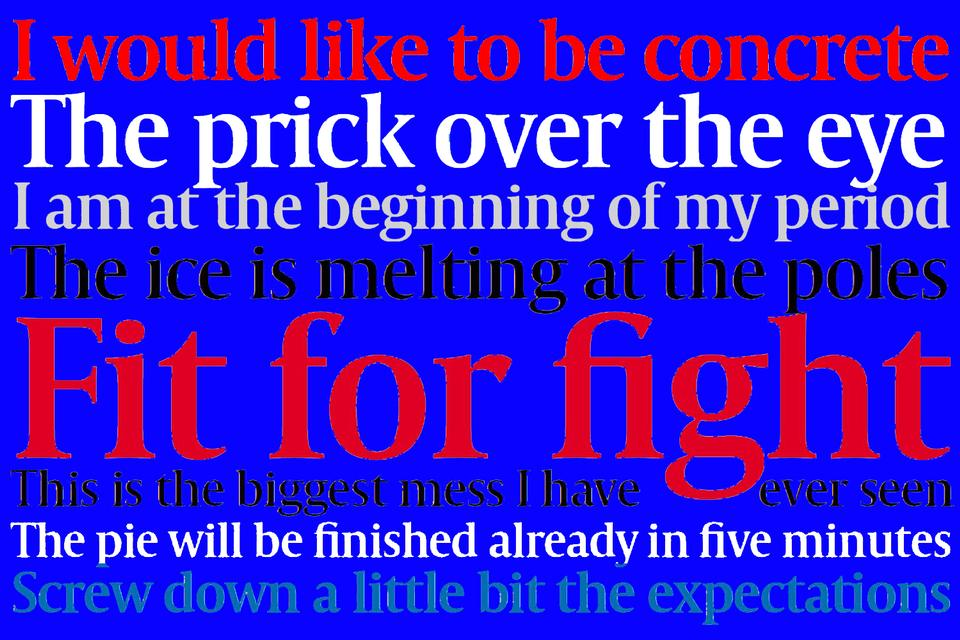 I would like to be concrete
The prick over the eye
I am at the beginning of my period
The ice is melting at the poles
Fit for fight
This is the biggest mess I have ever seen
The pie will be finished already in five minutes
Screw down a little bit the expectations